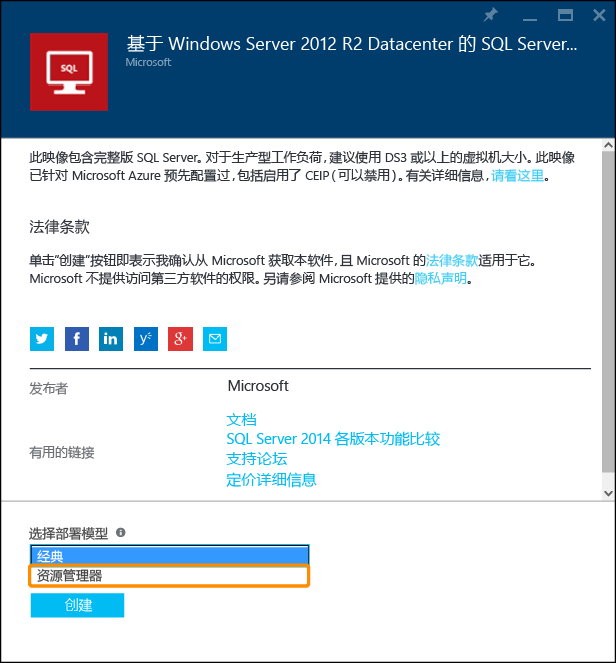 基于 Windows Server 2012 R2 Datacenter 的 SQL Server...
Microsoft
SQL
此映像包含完整版 SQL Server。对于生产型工作负荷，建议使用 DS3 或以上的虚拟机大小。此映像
已针对 Microsoft Azure 预先配置过，包括启用了 CEIP（可以禁用）。有关详细信息，请看这里。
法律条款
单击“创建”按钮即表示我确认从 Microsoft 获取本软件，且 Microsoft 的法律条款适用于它。
Microsoft 不提供访问第三方软件的权限。另请参阅 Microsoft 提供的隐私声明。
f in y g+
发布者 Microsoft
有用的链接
文档
SQL Server 2014 各版本功能比较
支持论坛
定价详细信息
选择部署模型
经典
资源管理器
创建